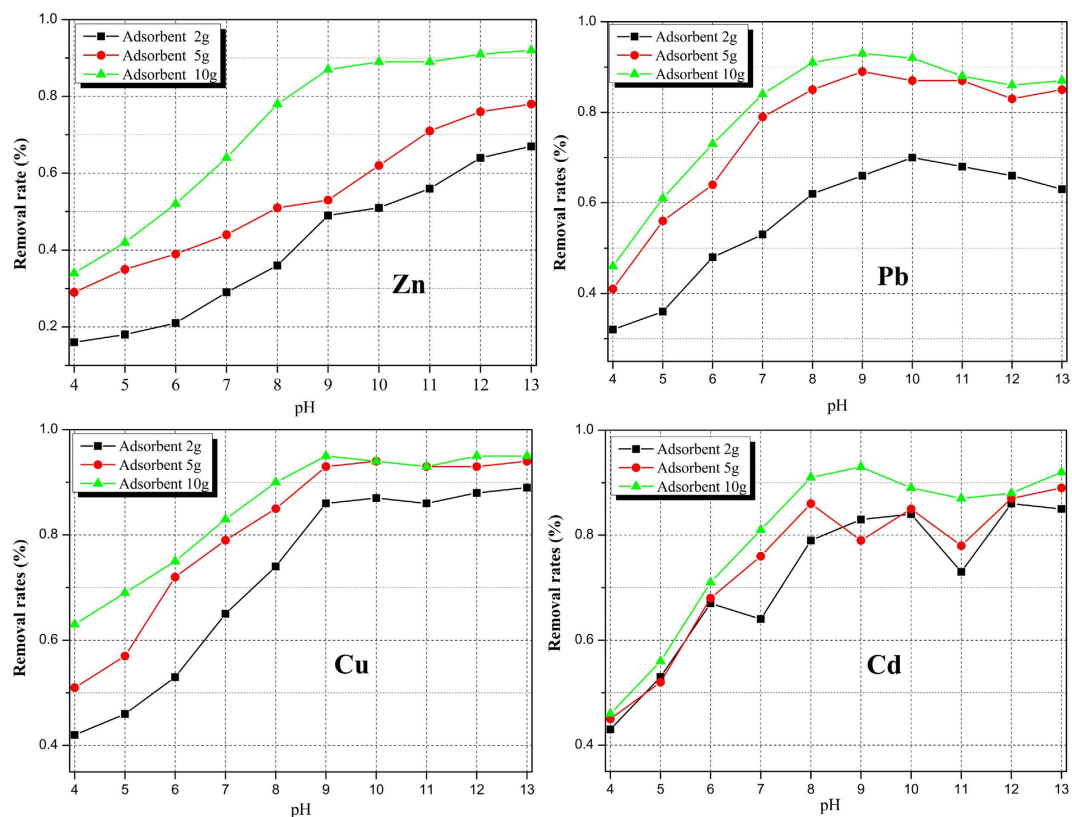 1.0
0.8
0.6
0.4
0.2
Removal rate (%)
Adsorbent 2g
Adsorbent 5g
Adsorbent 10g
Zn
4 5 6 7 8 9 10 11 12 13
pH
1.0
0.8
0.6
0.4
Removal rates (%)
Adsorbent 2g
Adsorbent 5g
Adsorbent 10g
Pb
4 5 6 7 8 9 10 11 12 13
pH
1.0
0.8
0.6
0.4
Removal rates (%)
Adsorbent 2g
Adsorbent 5g
Adsorbent 10g
Cu
4 5 6 7 8 9 10 11 12 13
pH
1.0
0.8
0.6
0.4
Removal rates (%)
Adsorbent 2g
Adsorbent 5g
Adsorbent 10g
Cd
4 5 6 7 8 9 10 11 12 13
pH